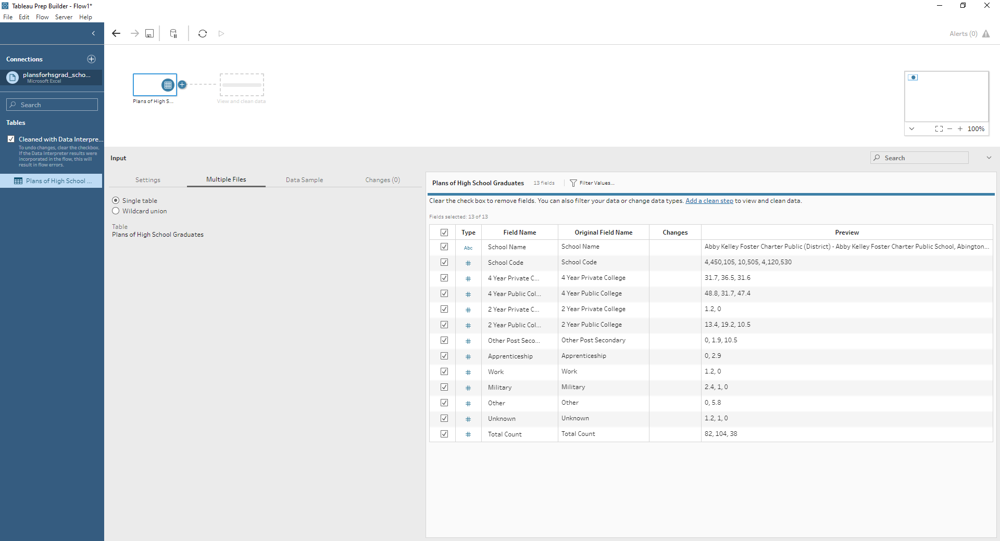 Tableau Prep Builder - Flow1*
File Edit Flow Server Help
Alerts (0)
Connections
plansforhsgrad_scho...
Microsoft Excel
Search
Tables
Cleaned with Data Interpre...
To undo changes, clear the checkbox.
If the Data Interpreter results were
incorporated in the flow, this will
result in flow errors.
Plans of High School ...
Plans of High S...
View and clean data
100%
Input
Search
Settings
Multiple Files
Data Sample
Changes (0)
Single table
Wildcard union
Table
Plans of High School Graduates
Plans of High School Graduates 13 fields Filter Values...
Clear the check box to remove fields. You can also filter your data or change data types. Add a clean step to view and clean data.
Fields selected: 13 of 13
Type Field Name Original Field Name Changes Preview
Abc School Name School Name Abby Kelley Foster Charter Public (District) - Abby Kelley Foster Charter Public School, Abington...
# School Code School Code 4,450,105, 10,505, 4,120,530
# 4 Year Private C... 4 Year Private College 31.7, 36.5, 31.6
# 4 Year Public Col... 4 Year Public College 48.8, 31.7, 47.4
# 2 Year Private C... 2 Year Private College 1.2, 0
# 2 Year Public Col... 2 Year Public College 13.4, 19.2, 10.5
# Other Post Seco... Other Post Secondary 0, 1.9, 10.5
# Apprenticeship Apprenticeship 0, 2.9
# Work Work 1.2, 0
# Military Military 2.4, 1, 0
# Other Other 0, 5.8
# Unknown Unknown 1.2, 1, 0
# Total Count Total Count 82, 104, 38